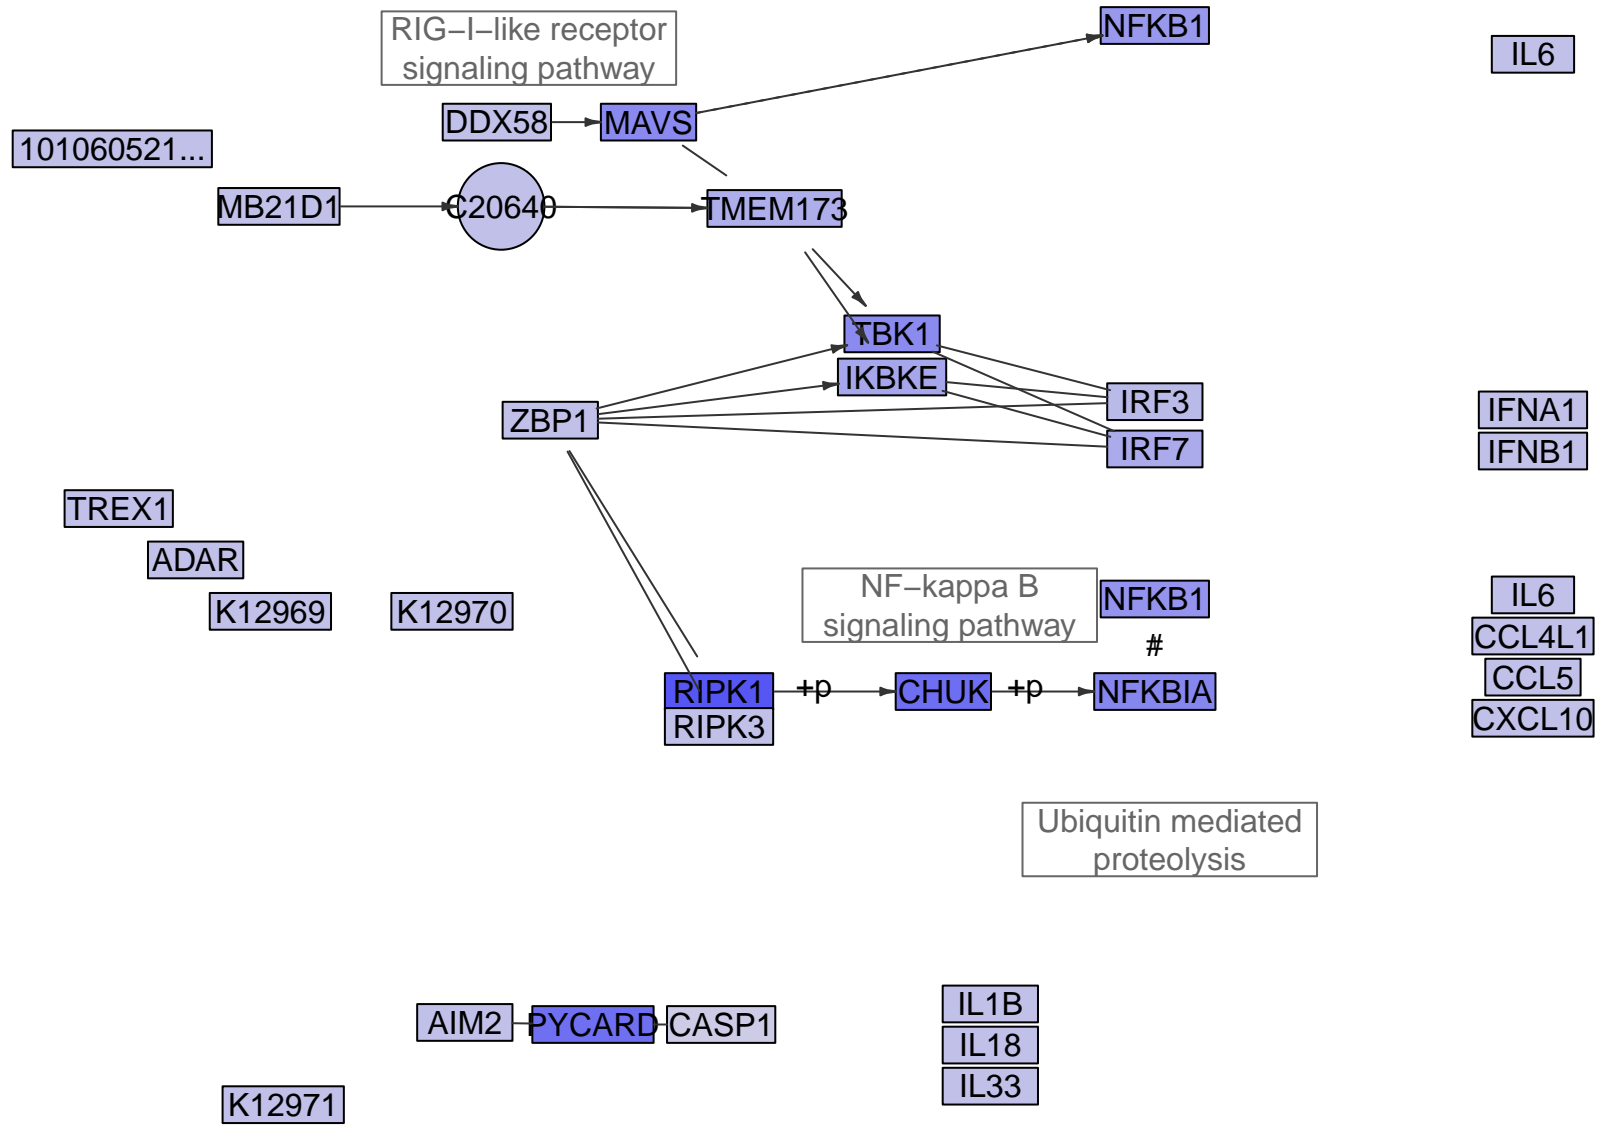 RIG−I−like receptor
signaling pathway
NFKB1
IL6
DDX58
MAVS
101060521...
MB21D1
C20640
TMEM173
TBK1
IKBKE
IRF3
ZBP1
IRF7
IFNA1
IFNB1
TREX1
ADAR
K12969
K12970
NF−kappa B
signaling pathway
NFKB1
#
IL6
CCL4L1
CCL5
CXCL10
RIPK1
+p
CHUK
+p
NFKBIA
RIPK3
Ubiquitin mediated
proteolysis
AIM2
PYCARD
CASP1
IL1B
IL18
IL33
K12971